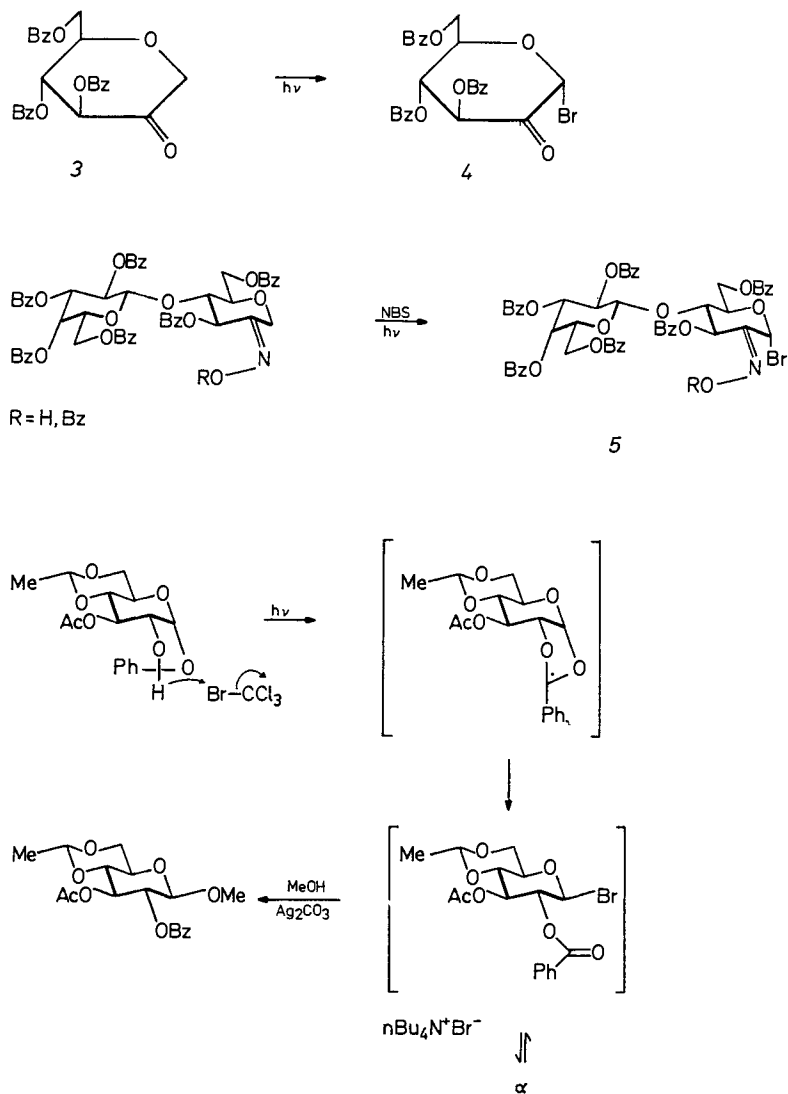 BzO O
OBz
BzO O
3
hν
BzO O
OBz
BzO Br
O
4
OBz
BzO O O OBz
BzO O
BzO OBz
N
RO
R=H, Bz
NBS
hν
OBz
BzO O O OBz
BzO O
BzO OBz
N Br
RO
5
Me O O
O
AcO
O
Ph O
H Br—CCl₃
hν
Me O O
O
AcO
O O
Ph
Me O O
O Br
AcO
O
O
Ph
nBu₄N⁺Br⁻
α
MeOH
Ag₂CO₃
Me O O
O OMe
AcO
OBz